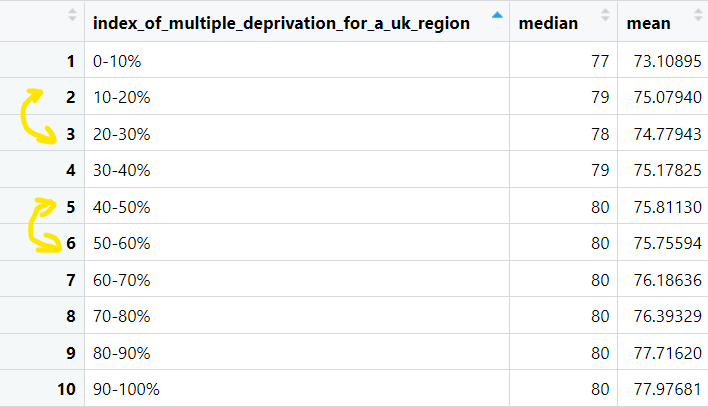 index_of_multiple_deprivation_for_a_uk_region median mean
1 0-10% 77 73.10895
2 10-20% 79 75.07940
3 20-30% 78 74.77943
4 30-40% 79 75.17825
5 40-50% 80 75.81130
6 50-60% 80 75.75594
7 60-70% 80 76.18636
8 70-80% 80 76.39329
9 80-90% 80 77.71620
10 90-100% 80 77.97681